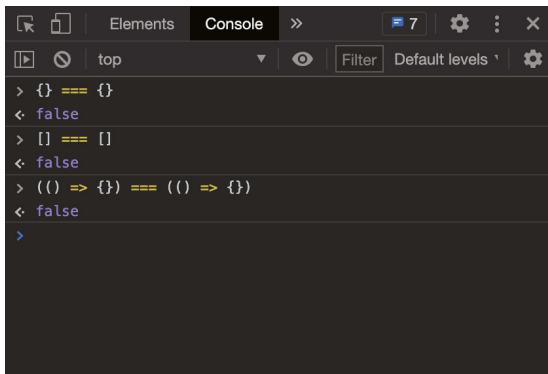 Elements Console » 7
top Filter Default levels
> {} === {}
false
> [] === []
false
> (() => {}) === (() => {})
false
>